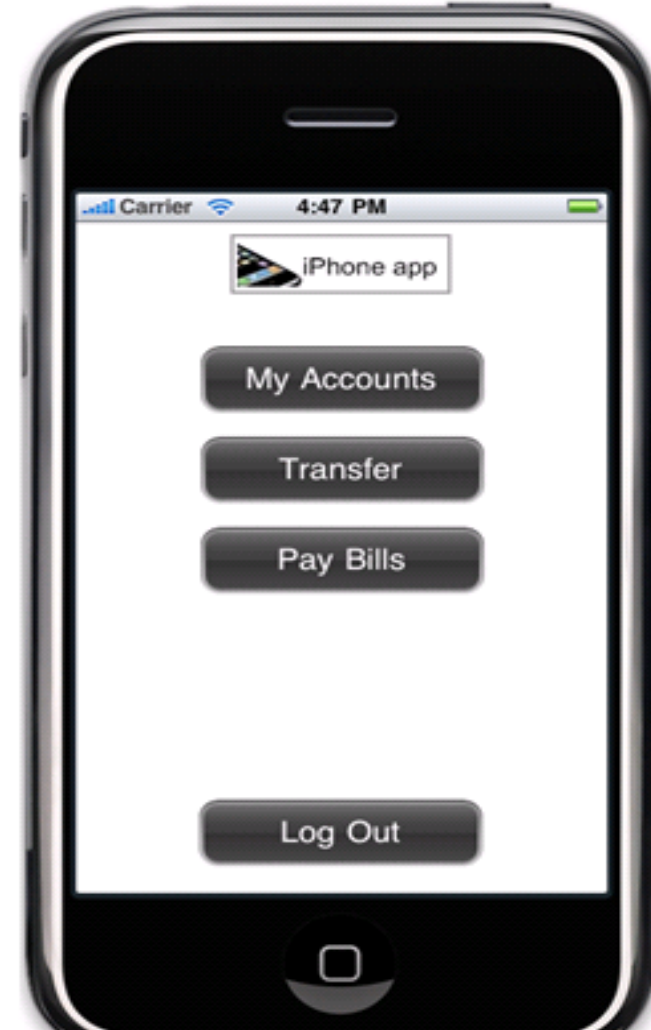 Carrier 4:47 PM
iPhone app
My Accounts
Transfer
Pay Bills
Log Out